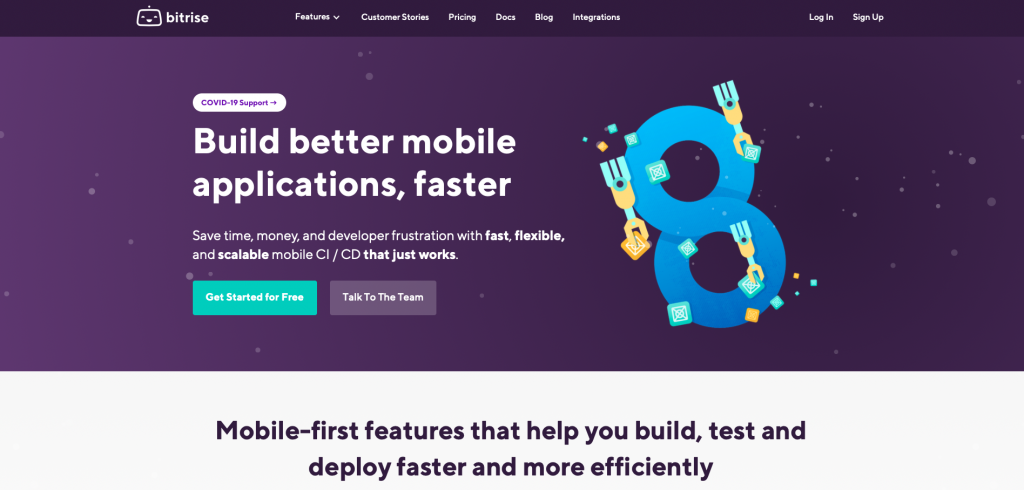 bitrise
Features
Customer Stories
Pricing
Docs
Blog
Integrations
Log In
Sign Up
COVID-19 Support →
Build better mobile
applications, faster
Save time, money, and developer frustration with fast, flexible,
and scalable mobile CI / CD that just works.
Get Started for Free
Talk To The Team
8
Mobile-first features that help you build, test and
deploy faster and more efficiently